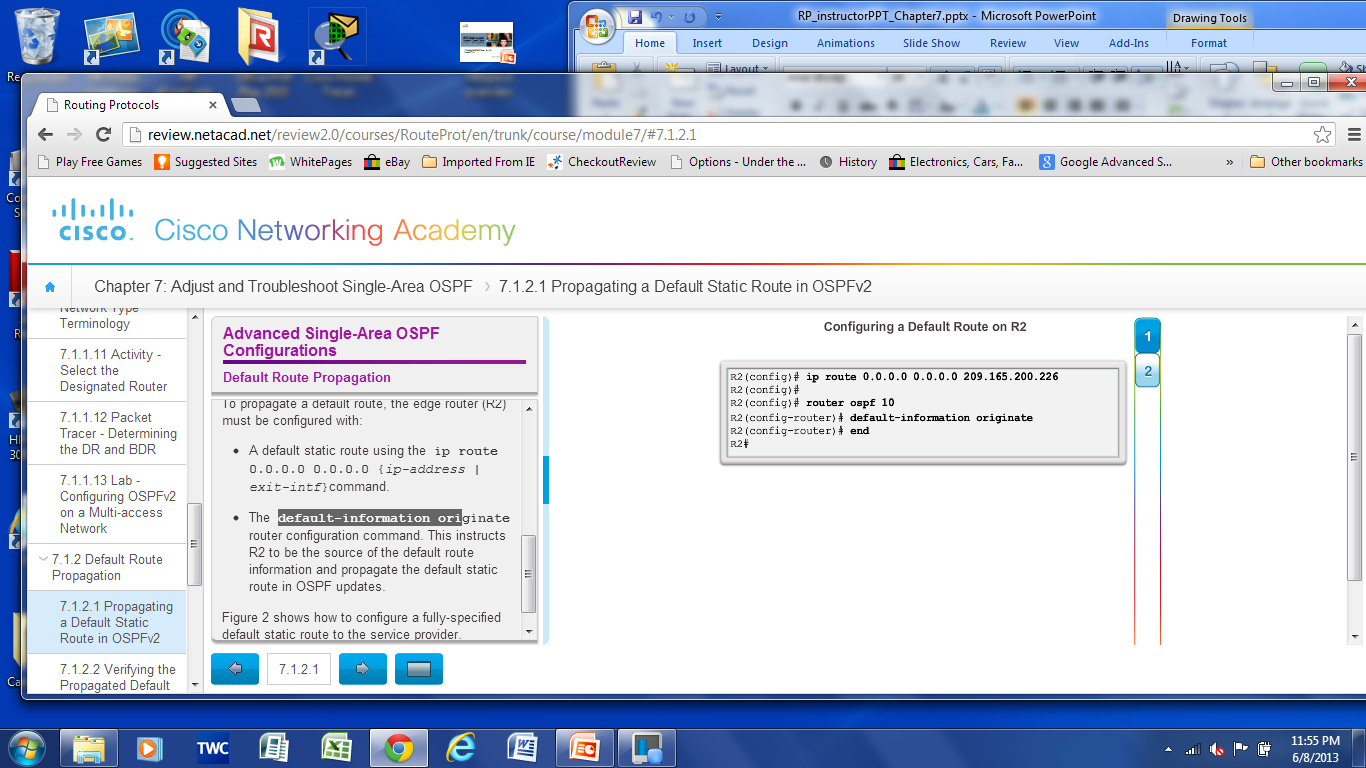 RP_instructorPPT_Chapter7.pptx - Microsoft PowerPoint
Drawing Tools
Home Insert Design Animations Slide Show Review View Add-Ins Format
Layout
Routing Protocols
review.netacad.net/review2.0/courses/RouteProt/en/trunk/course/module7/#7.1.2.1
Play Free Games Suggested Sites WhitePages eBay Imported From IE CheckoutReview Options - Under the ... History Electronics, Cars, Fa... Google Advanced S... » Other bookmarks
CISCO. Cisco Networking Academy
Chapter 7: Adjust and Troubleshoot Single-Area OSPF 7.1.2.1 Propagating a Default Static Route in OSPFv2
Network Type
Terminology
7.1.1.11 Activity -
Select the
Designated Router
7.1.1.12 Packet
Tracer - Determining
the DR and BDR
7.1.1.13 Lab -
Configuring OSPFv2
on a Multi-access
Network
7.1.2 Default Route
Propagation
7.1.2.1 Propagating
a Default Static
Route in OSPFv2
7.1.2.2 Verifying the
Propagated Default
Advanced Single-Area OSPF
Configurations
Default Route Propagation
To propagate a default route, the edge router (R2)
must be configured with:
• A default static route using the ip route
0.0.0.0 0.0.0.0 {ip-address |
exit-intf}command.
• The default-information originate
router configuration command. This instructs
R2 to be the source of the default route
information and propagate the default static
route in OSPF updates.
Figure 2 shows how to configure a fully-specified
default static route to the service provider.
7.1.2.1
Configuring a Default Route on R2
R2(config)# ip route 0.0.0.0 0.0.0.0 209.165.200.226
R2(config)#
R2(config)# router ospf 10
R2(config-router)# default-information originate
R2(config-router)# end
R2#
1
2
TWC
11:55 PM
6/8/2013